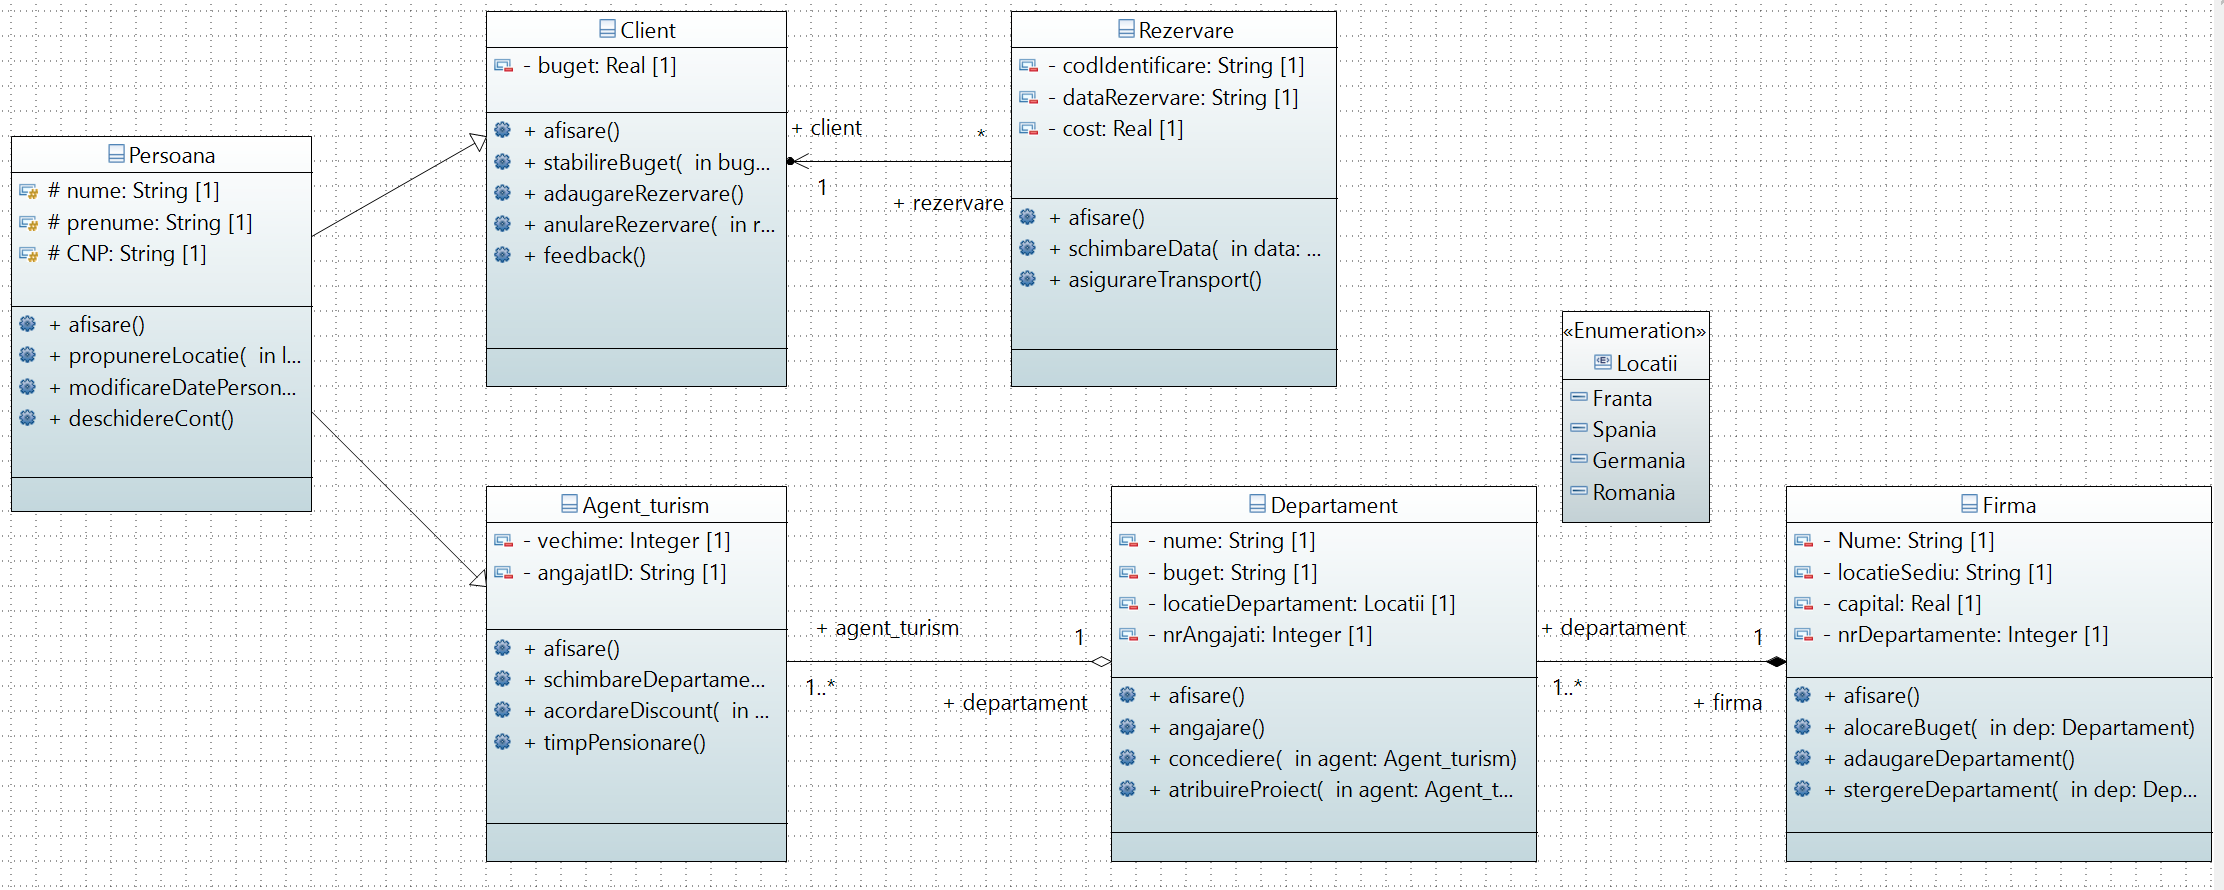 Persoana
# nume: String [1]
# prenume: String [1]
# CNP: String [1]
+ afisare()
+ propunereLocatie( in l...
+ modificareDatePerson...
+ deschidereCont()
Client
- buget: Real [1]
+ afisare()
+ stabilireBuget( in bug...
+ adaugareRezervare()
+ anulareRezervare( in r...
+ feedback()
+ client
*
1
+ rezervare
Rezervare
- codIdentificare: String [1]
- dataRezervare: String [1]
- cost: Real [1]
+ afisare()
+ schimbareData( in data: ...
+ asigurareTransport()
«Enumeration»
Locatii
Franta
Spania
Germania
Romania
Agent_turism
- vechime: Integer [1]
- angajatID: String [1]
+ afisare()
+ schimbareDepartame...
+ acordareDiscount( in ...
+ timpPensionare()
+ agent_turism
1
1..*
+ departament
Departament
- nume: String [1]
- buget: String [1]
- locatieDepartament: Locatii [1]
- nrAngajati: Integer [1]
+ afisare()
+ angajare()
+ concediere( in agent: Agent_turism)
+ atribuireProiect( in agent: Agent_t...
+ departament
1
1..*
+ firma
Firma
- Nume: String [1]
- locatieSediu: String [1]
- capital: Real [1]
- nrDepartamente: Integer [1]
+ afisare()
+ alocareBuget( in dep: Departament)
+ adaugareDepartament()
+ stergereDepartament( in dep: Dep...